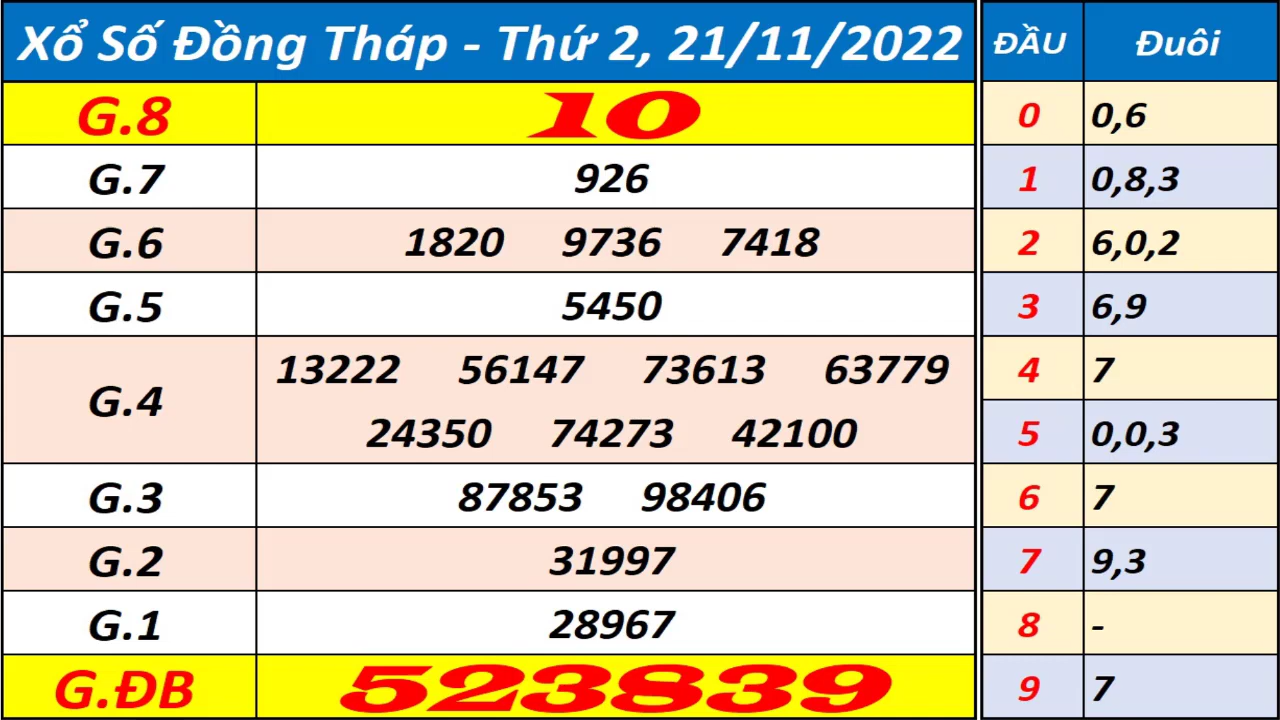 Xổ Số Đồng Tháp - Thứ 2, 21/11/2022 ĐẦU Đuôi
G.8 10 0 0,6
G.7 926 1 0,8,3
G.6 1820 9736 7418 2 6,0,2
G.5 5450 3 6,9
G.4 13222 56147 73613 63779 4 7
24350 74273 42100 5 0,0,3
G.3 87853 98406 6 7
G.2 31997 7 9,3
G.1 28967 8 -
G.ĐB 523839 9 7